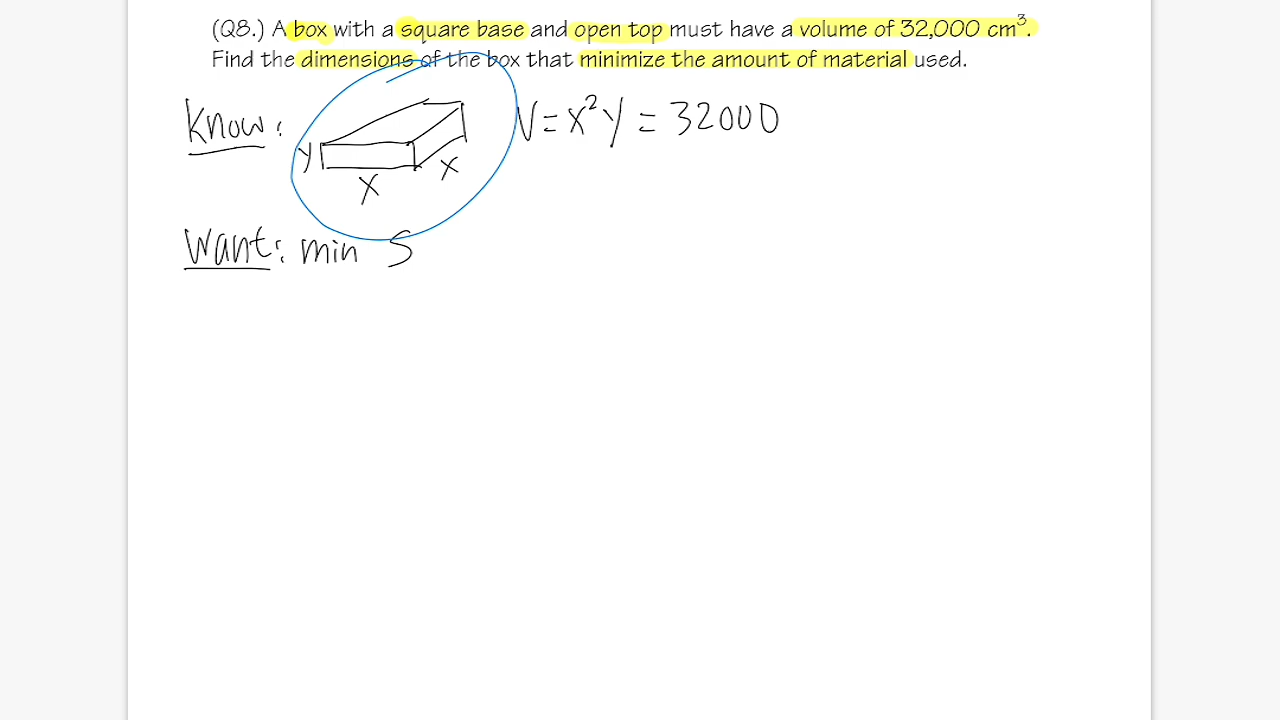 (Q8.) A box with a square base and open top must have a volume of 32,000 cm³.
Find the dimensions of the box that minimize the amount of material used.
Know: V = x²y = 32000
y
x
x
Want: min S